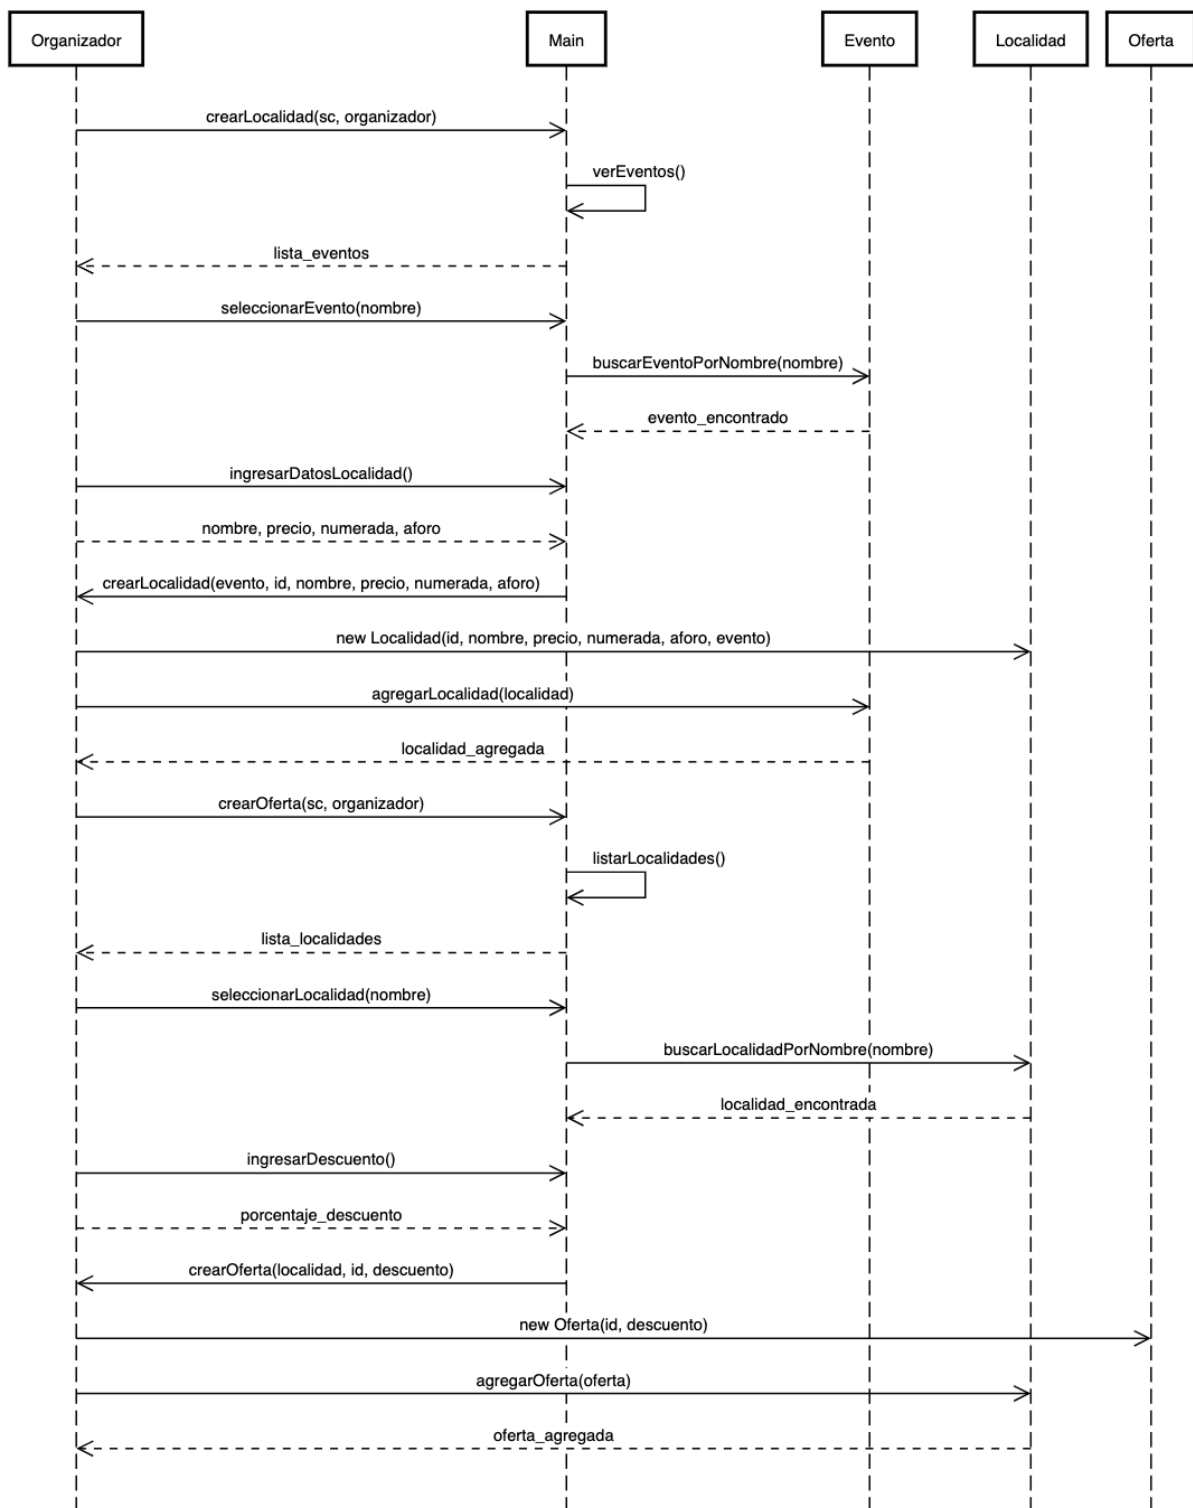 Organizador
Main
Evento
Localidad
Oferta
crearLocalidad(sc, organizador)
verEventos()
lista_eventos
seleccionarEvento(nombre)
buscarEventoPorNombre(nombre)
evento_encontrado
ingresarDatosLocalidad()
nombre, precio, numerada, aforo
crearLocalidad(evento, id, nombre, precio, numerada, aforo)
new Localidad(id, nombre, precio, numerada, aforo, evento)
agregarLocalidad(localidad)
localidad_agregada
crearOferta(sc, organizador)
listarLocalidades()
lista_localidades
seleccionarLocalidad(nombre)
buscarLocalidadPorNombre(nombre)
localidad_encontrada
ingresarDescuento()
porcentaje_descuento
crearOferta(localidad, id, descuento)
new Oferta(id, descuento)
agregarOferta(oferta)
oferta_agregada